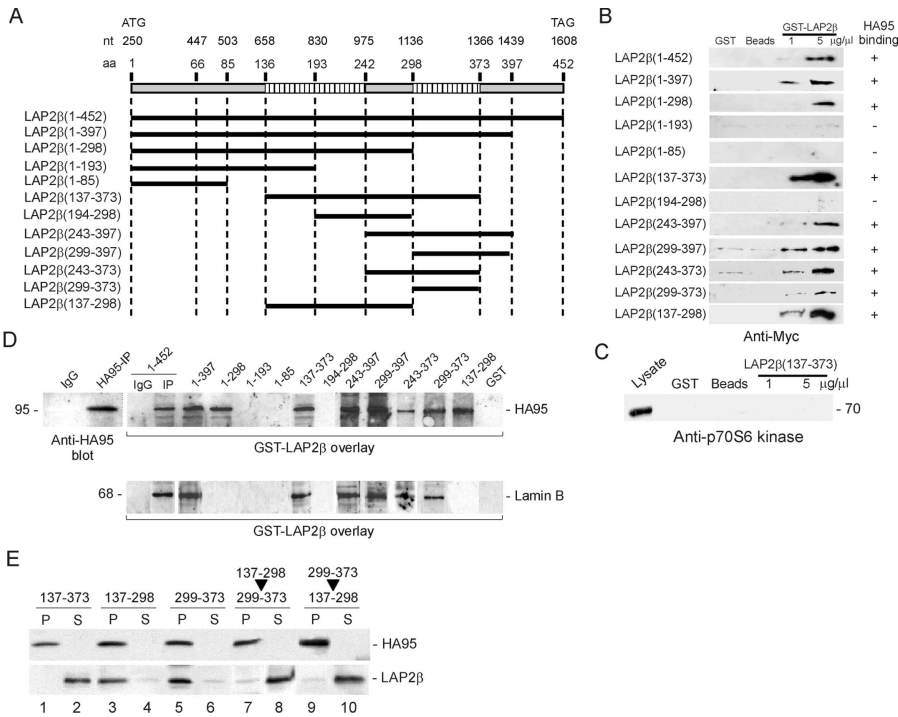 A
ATG TAG
nt 250 447 503 658 830 975 1136 1366 1439 1608
aa 1 66 85 136 193 242 298 373 397 452
LAP2β(1-452)
LAP2β(1-397)
LAP2β(1-298)
LAP2β(1-193)
LAP2β(1-85)
LAP2β(137-373)
LAP2β(194-298)
LAP2β(243-397)
LAP2β(299-397)
LAP2β(243-373)
LAP2β(299-373)
LAP2β(137-298)
B
GST-LAP2β HA95
GST Beads 1 5 µg/µl binding
LAP2β(1-452) +
LAP2β(1-397) +
LAP2β(1-298) +
LAP2β(1-193) -
LAP2β(1-85) -
LAP2β(137-373) +
LAP2β(194-298) -
LAP2β(243-397) +
LAP2β(299-397) +
LAP2β(243-373) +
LAP2β(299-373) +
LAP2β(137-298) +
Anti-Myc
C
LAP2β(137-373)
Lysate GST Beads 1 5 µg/µl
- 70
Anti-p70S6 kinase
D
1-452
IgG HA95-IP IgG IP 1-397 1-298 1-193 1-85 137-373 194-298 243-397 299-397 243-373 299-373 137-298 GST
95 - - HA95
Anti-HA95
blot
GST-LAP2β overlay
68 - - Lamin B
GST-LAP2β overlay
E
137-298 299-373
137-373 137-298 299-373 299-373 137-298
P S P S P S P S P S
- HA95
- LAP2β
1 2 3 4 5 6 7 8 9 10